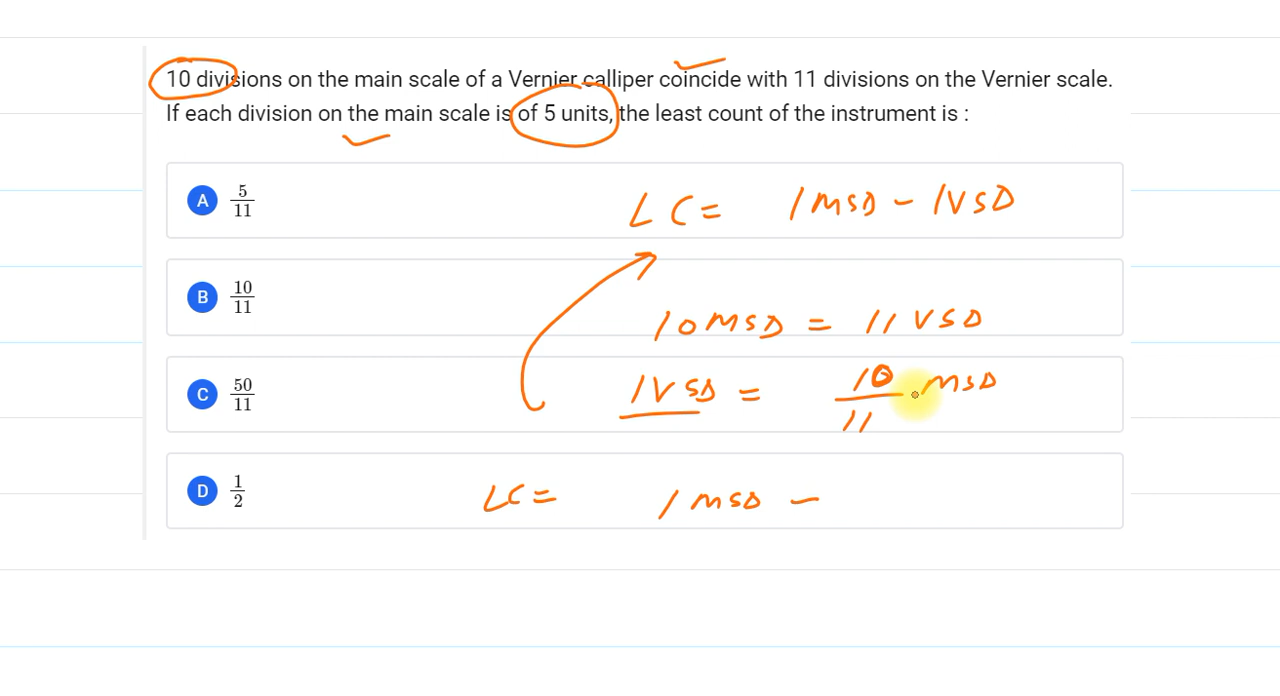 10 divisions on the main scale of a Vernier calliper coincide with 11 divisions on the Vernier scale.
If each division on the main scale is of 5 units, the least count of the instrument is :
A 5/11
LC = 1MSD - 1VSD
B 10/11
10MSD = 11 VSD
C 50/11
1VSD = 10/11 MSD
D 1/2
LC = 1MSD -